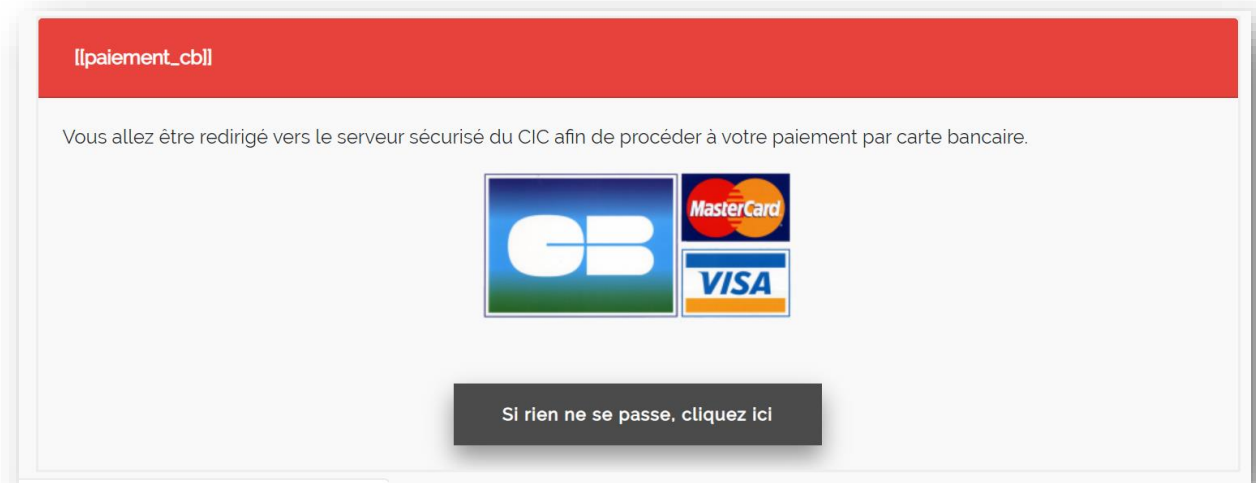 [[paiement_cb]]
Vous allez être redirigé vers le serveur sécurisé du CIC afin de procéder à votre paiement par carte bancaire.
CB
MasterCard
VISA
Si rien ne se passe, cliquez ici